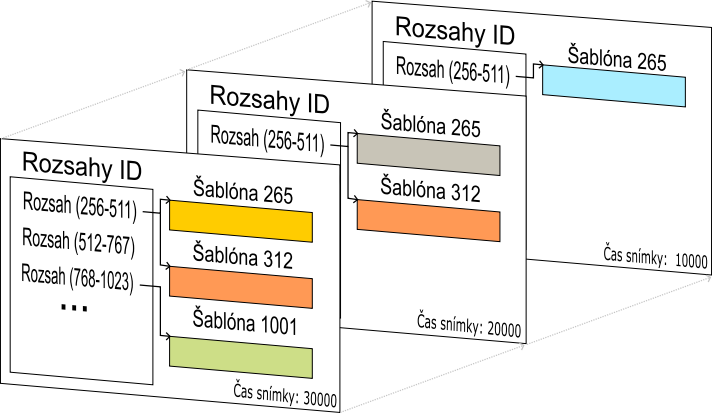 Rozsahy ID
Rozsah (256-511)
Šablóna 265
Čas snímky: 10000
Rozsahy ID
Rozsah (256-511)
Šablóna 265
Šablóna 312
Čas snímky: 20000
Rozsahy ID
Rozsah (256-511)
Rozsah (512-767)
Rozsah (768-1023)
...
Šablóna 265
Šablóna 312
Šablóna 1001
Čas snímky: 30000